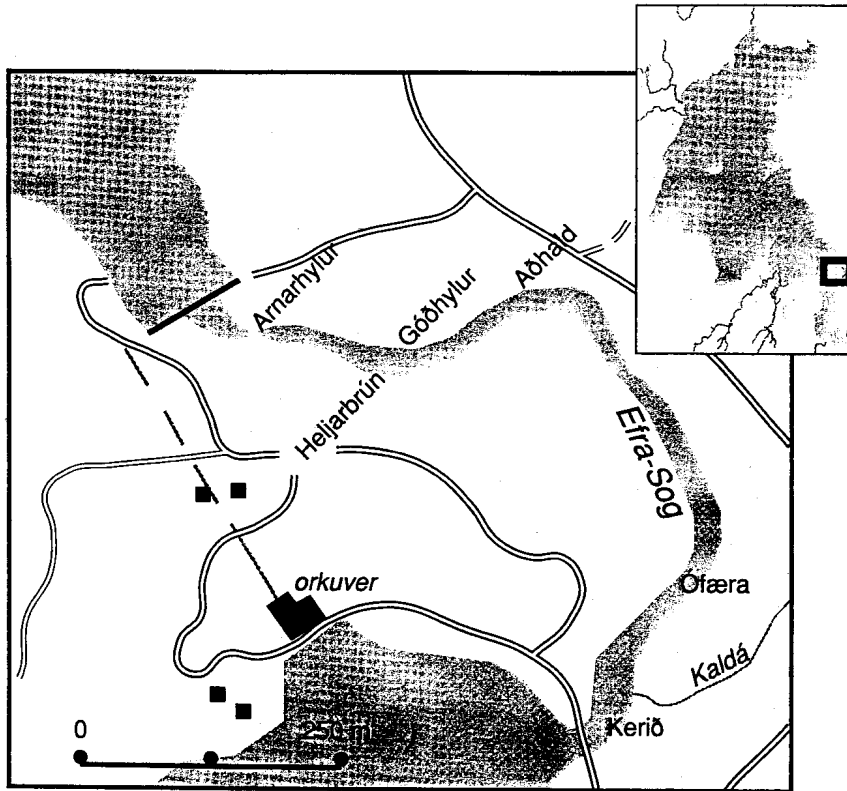 Aðhald
Góðhylur
Arnarhylur
Heljarbrún
Efra-Sog
orkuver
Ófæra
Kaldá
Kerið
0
250 m